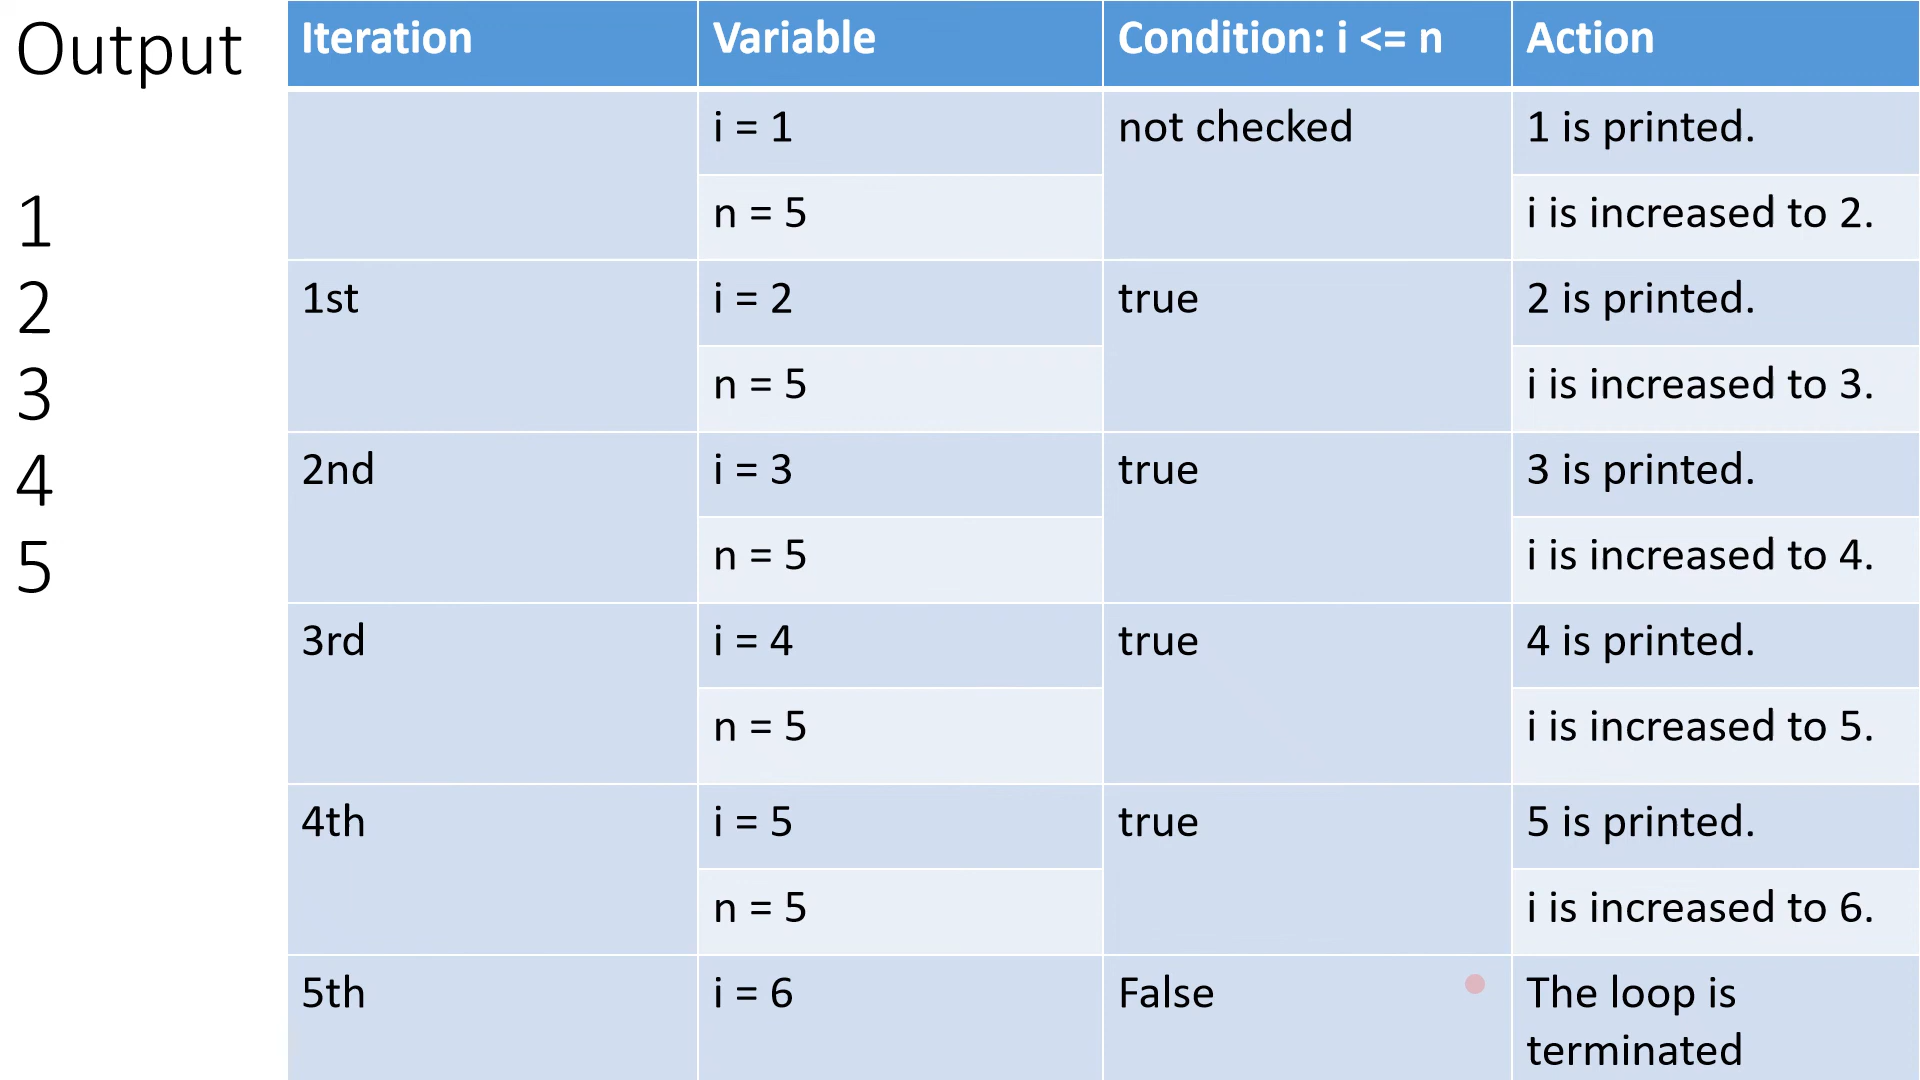 Output
1
2
3
4
5
Iteration Variable Condition: i <= n Action
i = 1 not checked 1 is printed.
n = 5 i is increased to 2.
1st i = 2 true 2 is printed.
n = 5 i is increased to 3.
2nd i = 3 true 3 is printed.
n = 5 i is increased to 4.
3rd i = 4 true 4 is printed.
n = 5 i is increased to 5.
4th i = 5 true 5 is printed.
n = 5 i is increased to 6.
5th i = 6 False The loop is
terminated